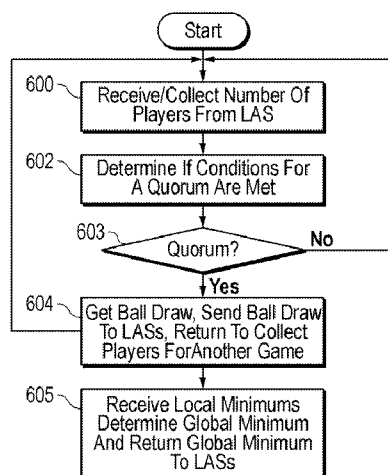 Start
600
Receive/Collect Number Of
Players From LAS
602
Determine If Conditions For
A Quorum Are Met
603
Quorum?
No
Yes
604
Get Ball Draw, Send Ball Draw
To LASs, Return To Collect
Players ForAnother Game
605
Receive Local Minimums
Determine Global Minimum
And Return Global Minimum
To LASs